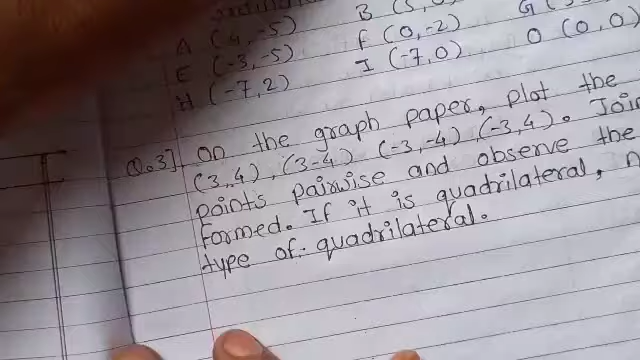 B (5, 0
A (4, -5) F (0, -2) G (
E (-3, -5) I (-7, 0) O (0, 0)
H (-7, 2)
Q.3] On the graph paper, plot the
(3, 4), (3-4) (-3, -4), (-3, 4). Join
points pairwise and observe the
formed. If it is quadrilateral,
type of quadrilateral.